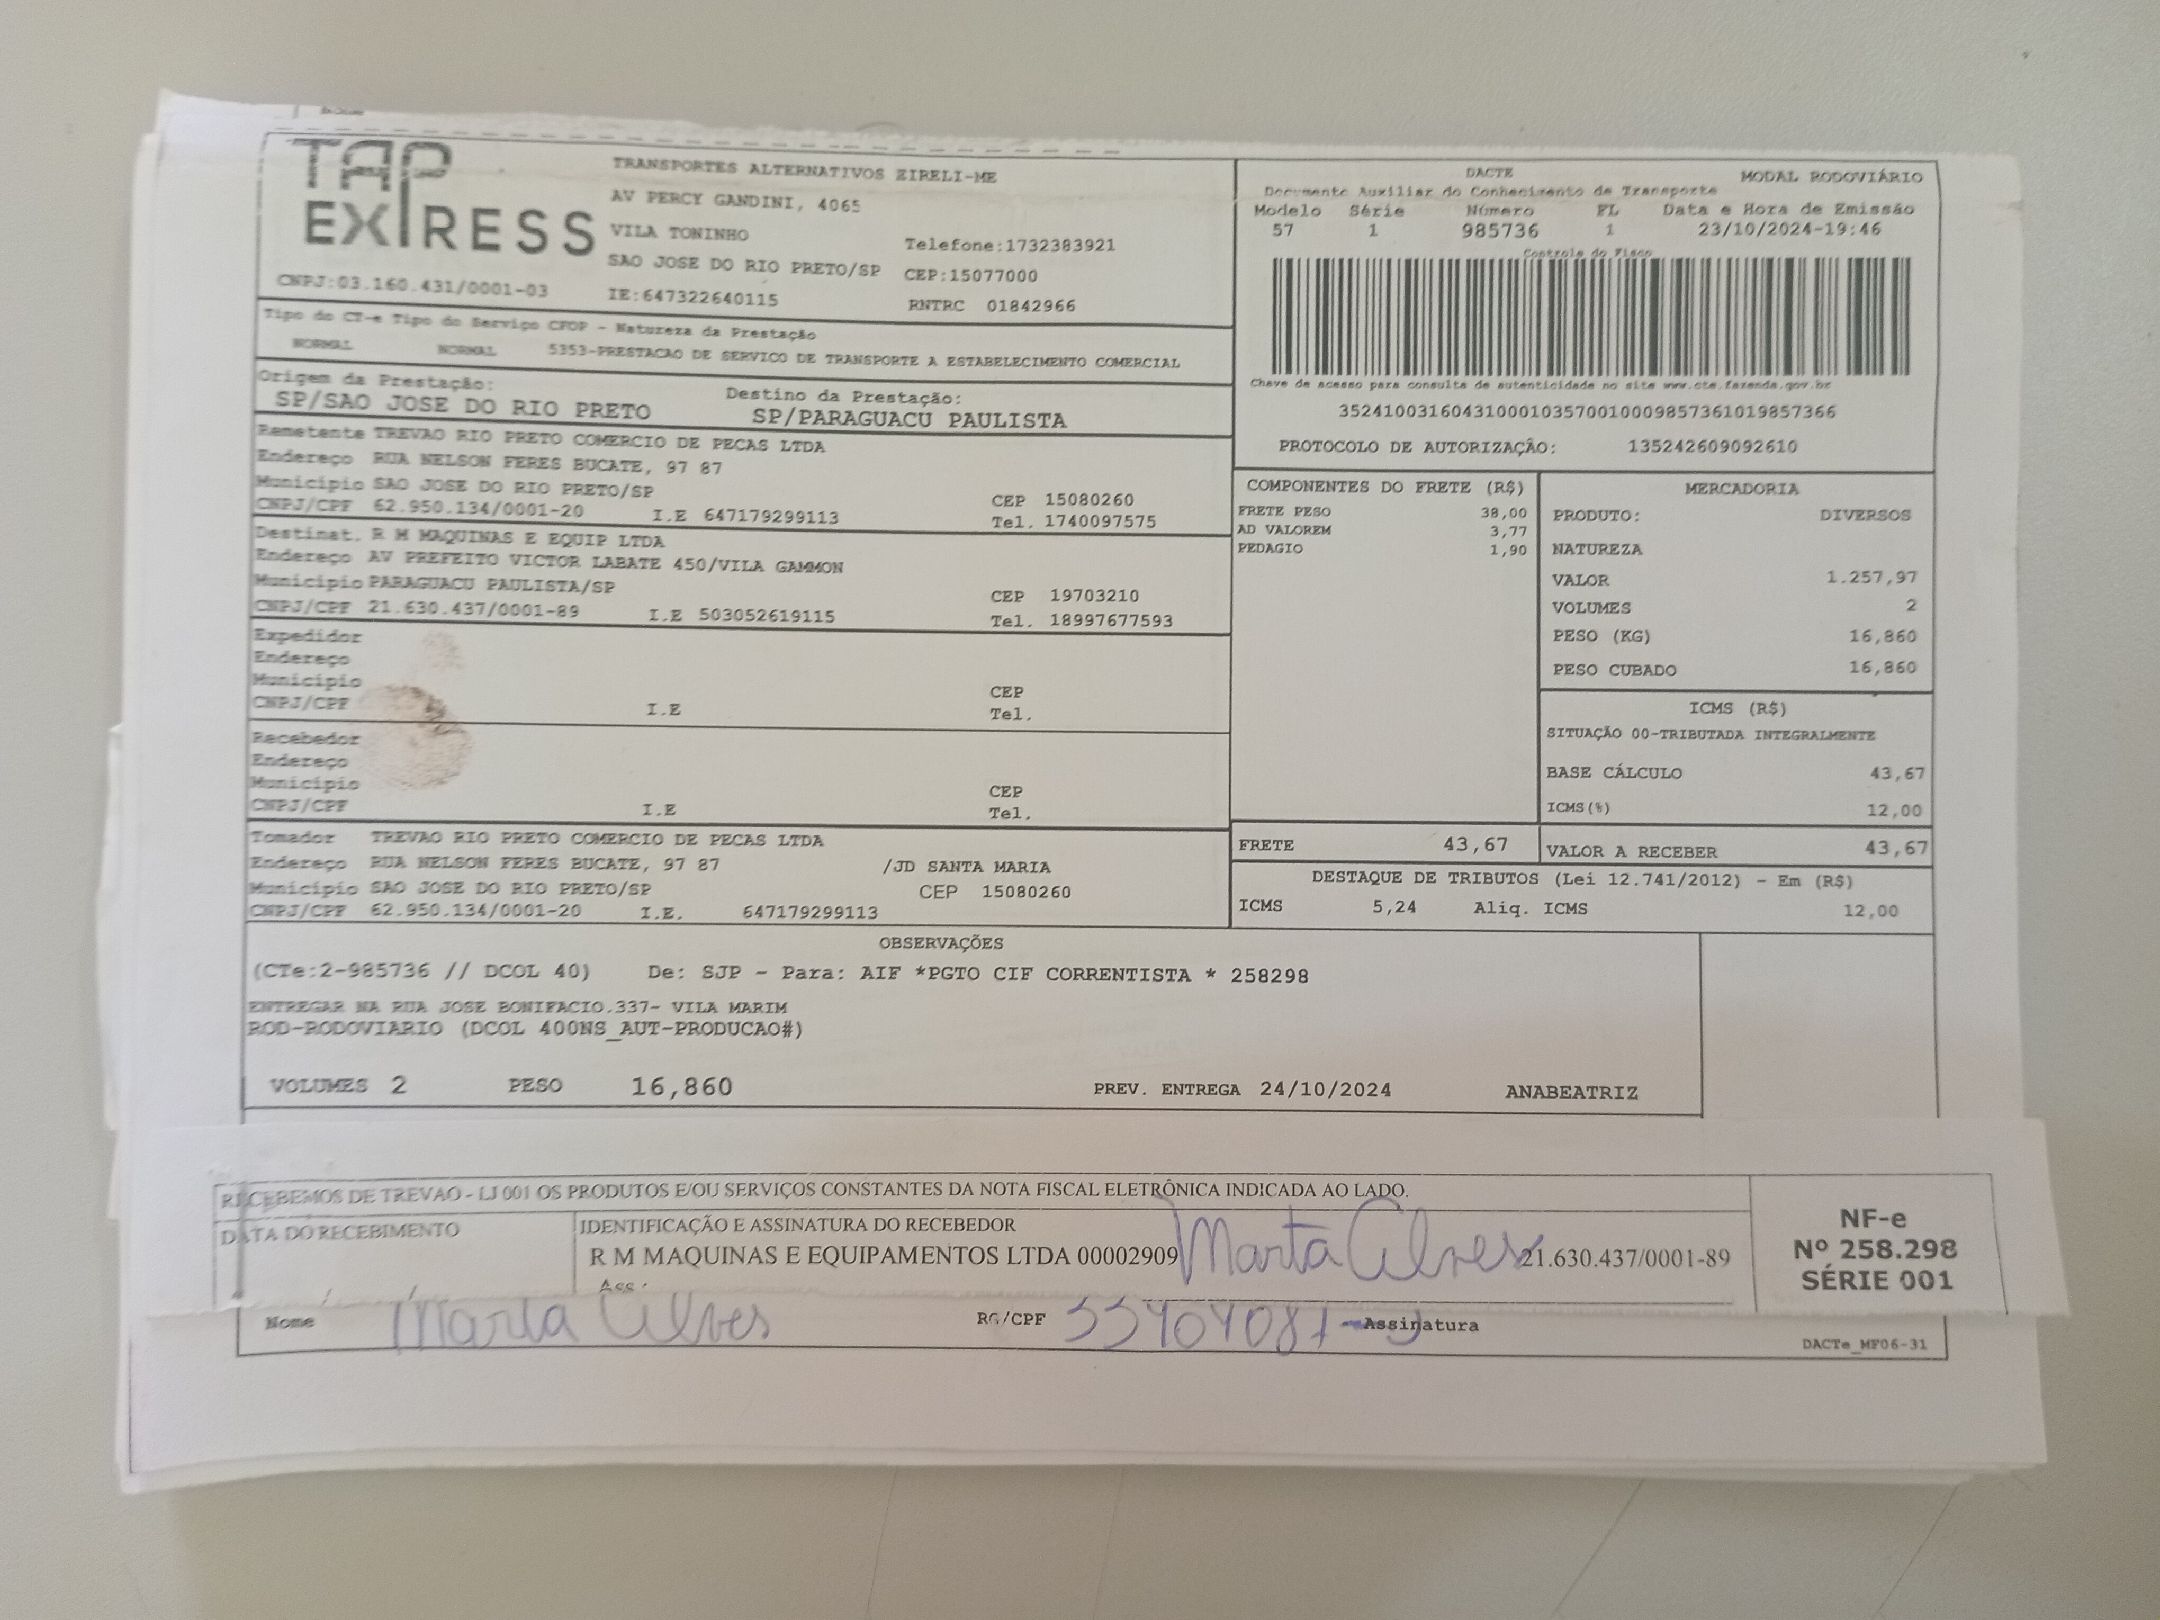 TAP
EXPRESS
TRANSPORTES ALTERNATIVOS EIRELI-ME
AV PERCY GANDINI, 4065
VILA TONINHO
Telefone:1732383921
SAO JOSE DO RIO PRETO/SP CEP:15077000
CNPJ:03.160.431/0001-03 IE:647322640115 RNTRC 01842966
Tipo do CT-e Tipo do Serviço CFOP - Natureza da Prestação
NORMAL NORMAL 5353-PRESTACAO DE SERVICO DE TRANSPORTE A ESTABELECIMENTO COMERCIAL
Origem da Prestação: Destino da Prestação:
SP/SAO JOSE DO RIO PRETO SP/PARAGUACU PAULISTA
Remetente TREVAO RIO PRETO COMERCIO DE PECAS LTDA
Endereço RUA NELSON FERES BUCATE, 97 87
Município SAO JOSE DO RIO PRETO/SP CEP 15080260
CNPJ/CPF 62.950.134/0001-20 I.E 647179299113 Tel. 1740097575
Destinat. R M MAQUINAS E EQUIP LTDA
Endereço AV PREFEITO VICTOR LABATE 450/VILA GAMMON
Município PARAGUACU PAULISTA/SP CEP 19703210
CNPJ/CPF 21.630.437/0001-89 I.E 503052619115 Tel. 18997677593
Expedidor
Endereço
Município CEP
CNPJ/CPF I.E Tel.
Recebedor
Endereço
Município CEP
CNPJ/CPF I.E Tel.
Tomador TREVAO RIO PRETO COMERCIO DE PECAS LTDA
Endereço RUA NELSON FERES BUCATE, 97 87 /JD SANTA MARIA
Município SAO JOSE DO RIO PRETO/SP CEP 15080260
CNPJ/CPF 62.950.134/0001-20 I.E. 647179299113
DACTE MODAL RODOVIÁRIO
Documento Auxiliar do Conhecimento de Transporte
Modelo Série Número FL Data e Hora de Emissão
57 1 985736 1 23/10/2024-19:46
Controle do Fisco
Chave de acesso para consulta de autenticidade no site www.cte.fazenda.gov.br
35241003160431000103570010009857361019857366
PROTOCOLO DE AUTORIZAÇÃO: 135242609092610
COMPONENTES DO FRETE (R$)
FRETE PESO 38,00
AD VALOREM 3,77
PEDAGIO 1,90
MERCADORIA
PRODUTO: DIVERSOS
NATUREZA
VALOR 1.257,97
VOLUMES 2
PESO (KG) 16,860
PESO CUBADO 16,860
ICMS (R$)
SITUAÇÃO 00-TRIBUTADA INTEGRALMENTE
BASE CÁLCULO 43,67
ICMS(%) 12,00
FRETE 43,67 VALOR A RECEBER 43,67
DESTAQUE DE TRIBUTOS (Lei 12.741/2012) - Em (R$)
ICMS 5,24 Aliq. ICMS 12,00
OBSERVAÇÕES
(CTe:2-985736 // DCOL 40) De: SJP - Para: AIF *PGTO CIF CORRENTISTA * 258298
ENTREGAR NA RUA JOSE BONIFACIO.337- VILA MARIM
ROD-RODOVIARIO (DCOL 400NS_AUT-PRODUCAO#)
VOLUMES 2 PESO 16,860 PREV. ENTREGA 24/10/2024 ANABEATRIZ
RECEBEMOS DE TREVAO - LJ 001 OS PRODUTOS E/OU SERVIÇOS CONSTANTES DA NOTA FISCAL ELETRÔNICA INDICADA AO LADO.
DATA DO RECEBIMENTO IDENTIFICAÇÃO E ASSINATURA DO RECEBEDOR
R M MAQUINAS E EQUIPAMENTOS LTDA 00002909 Marta Alves 21.630.437/0001-89
Ass.:
NF-e
Nº 258.298
SÉRIE 001
Nome Marta Alves RG/CPF Assinatura
DACTe_MF06-31